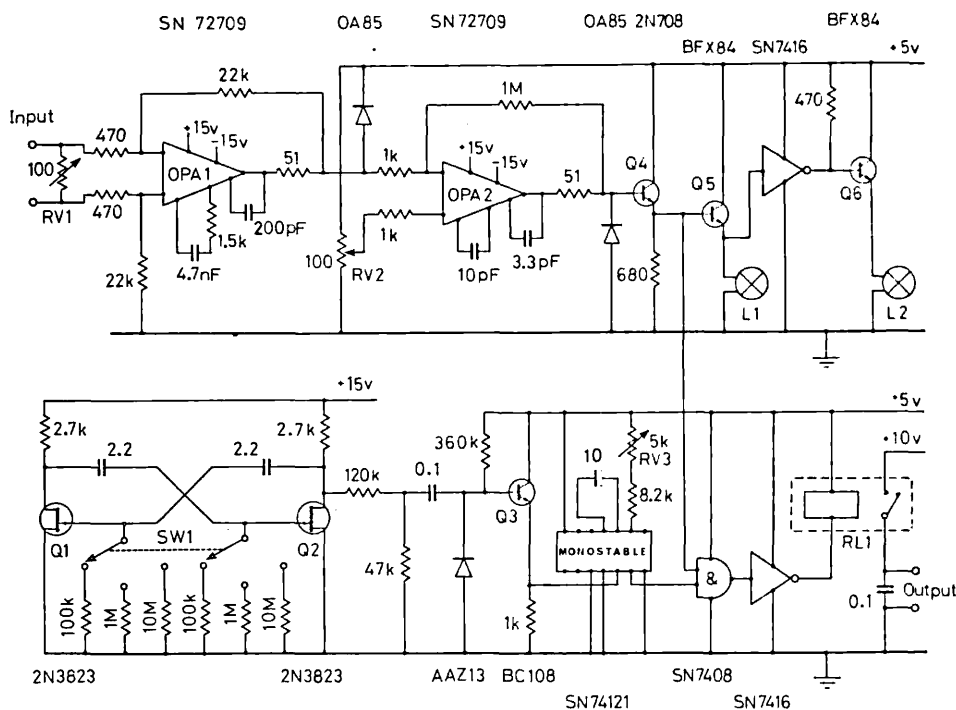 SN 72709 OA85 SN 72709 OA85 2N708 BFX84
BFX84 SN7416
+5v
22k 1M
Input 470
+15v
-15v
470 51 1k +15v
-15v
100 OPA1 OPA2 51 Q4 Q5 Q6
RV1 470 200pF 1k
1.5k
4.7nF 100 RV2 10pF 3.3pF 680
22k L1 L2
+15v +5v
2.7k 2.2 2.2 2.7k 360k 5k +10v
RV3
120k 0.1 10 8.2k
Q1 SW1 Q2 Q3 RL1
MONOSTABLE
47k & Output
0.1
100k 1M 10M 100k 1M 10M 1k
2N3823 2N3823 AAZ13 BC108 SN7408
SN74121 SN7416